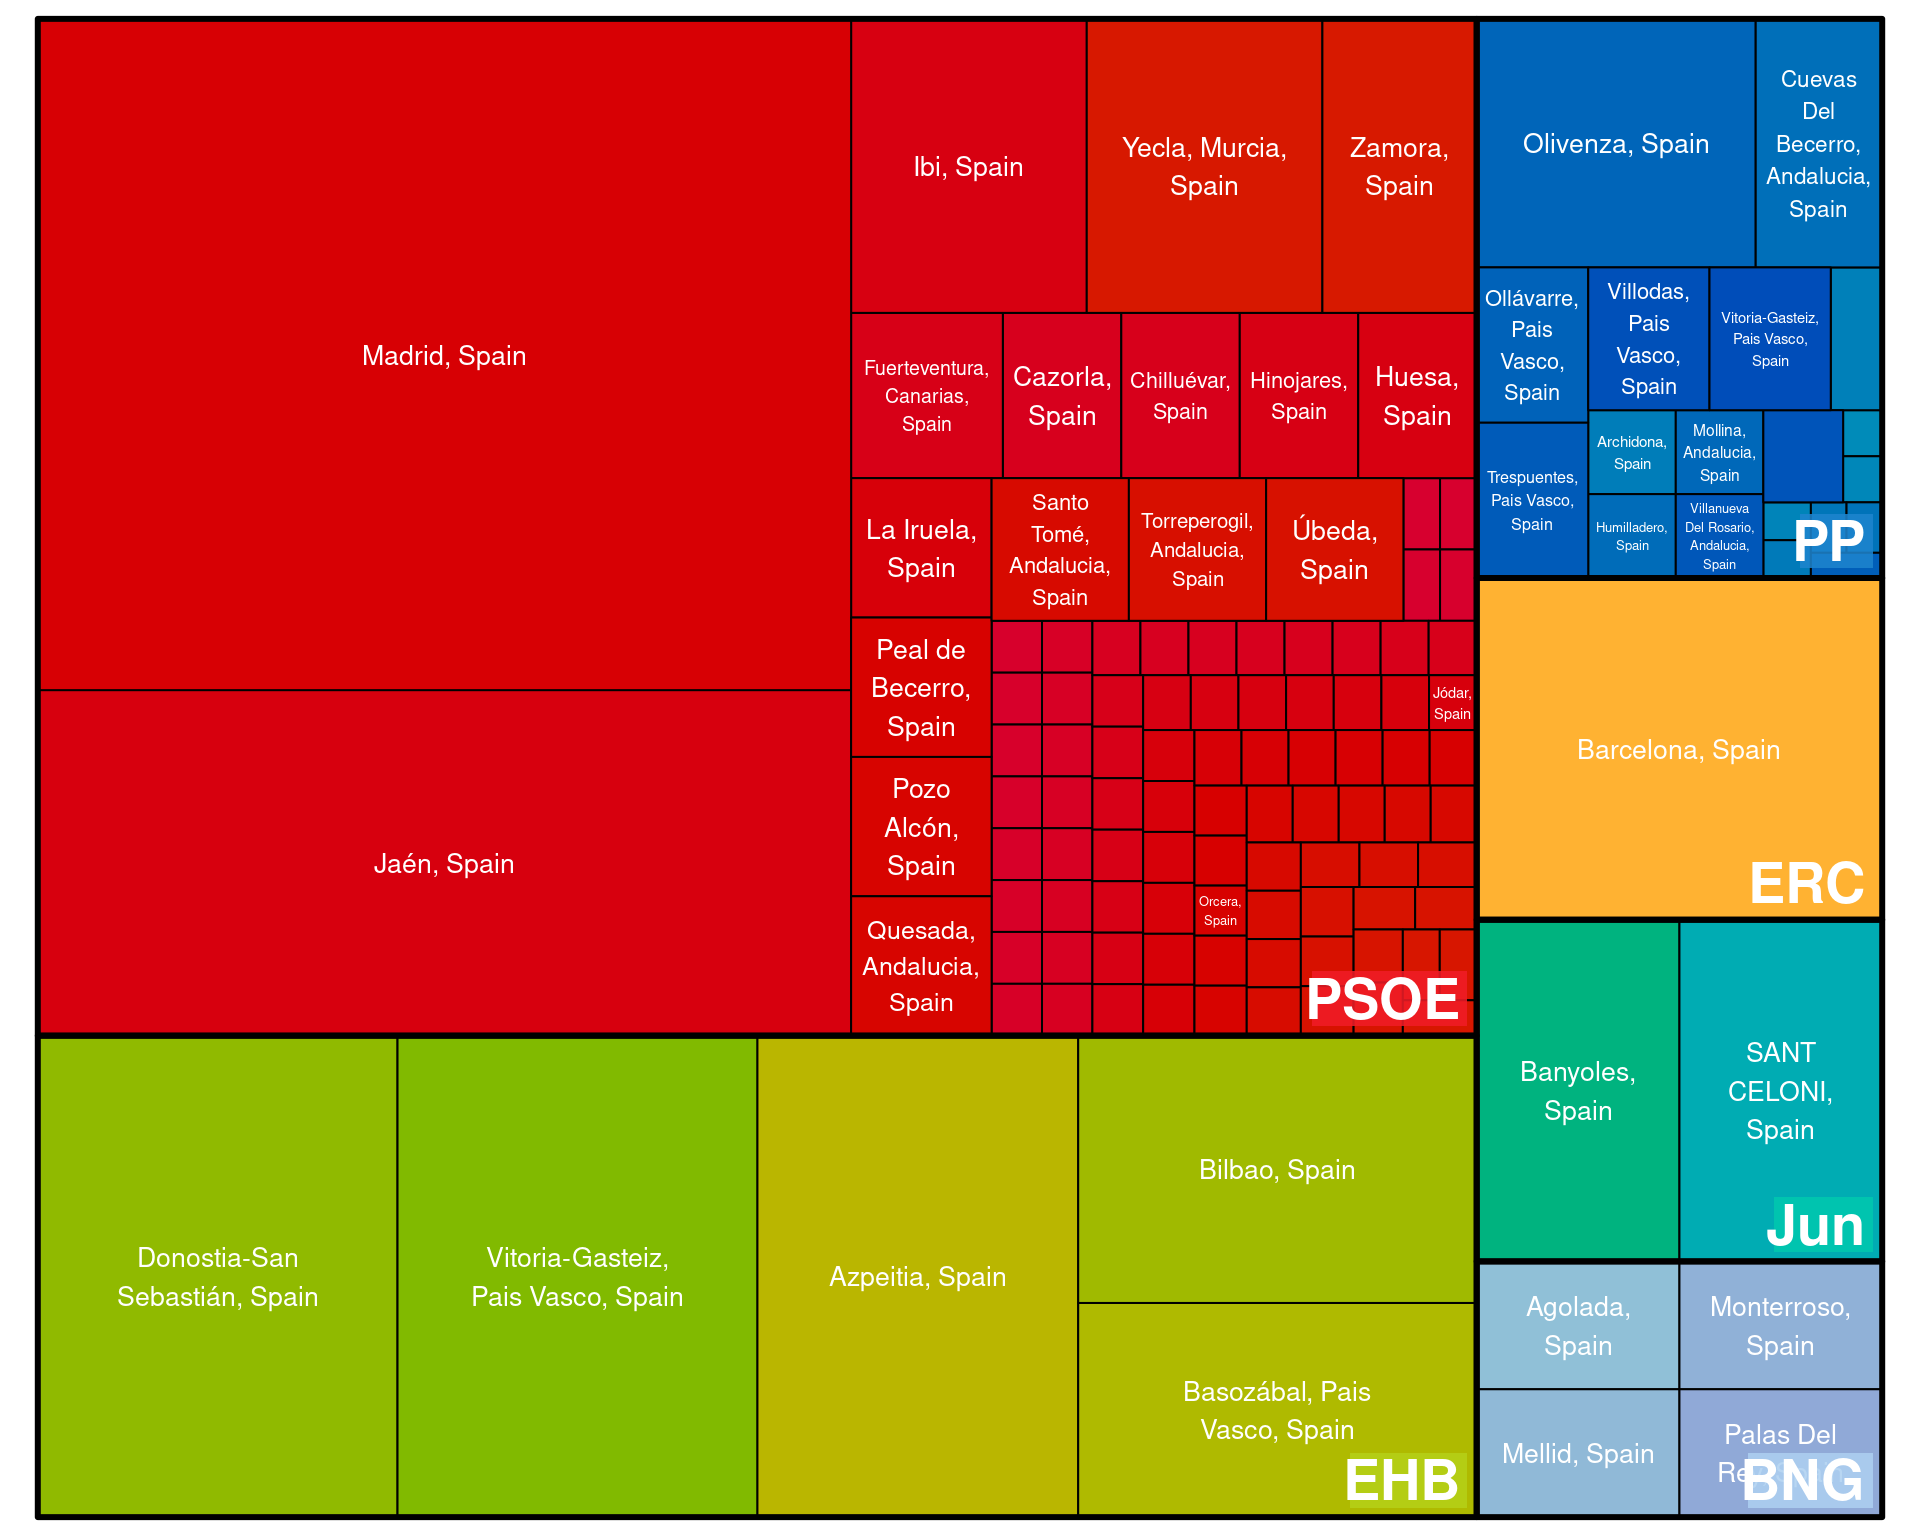 Madrid, Spain
Jaén, Spain
Ibi, Spain
Yecla, Murcia,
Spain
Zamora,
Spain
Fuerteventura,
Canarias,
Spain
Cazorla,
Spain
Chilluévar,
Spain
Hinojares,
Spain
Huesa,
Spain
La Iruela,
Spain
Santo
Tomé,
Andalucia,
Spain
Torreperogil,
Andalucia,
Spain
Úbeda,
Spain
Peal de
Becerro,
Spain
Pozo
Alcón,
Spain
Quesada,
Andalucia,
Spain
Jódar,
Spain
Orcera,
Spain
PSOE
Donostia-San
Sebastián, Spain
Vitoria-Gasteiz,
Pais Vasco, Spain
Azpeitia, Spain
Bilbao, Spain
Basozábal, Pais
Vasco, Spain
EHB
Olivenza, Spain
Cuevas
Del
Becerro,
Andalucia,
Spain
Ollávarre,
Pais
Vasco,
Spain
Villodas,
Pais
Vasco,
Spain
Vitoria-Gasteiz,
Pais Vasco,
Spain
Trespuentes,
Pais Vasco,
Spain
Archidona,
Spain
Mollina,
Andalucia,
Spain
Humilladero,
Spain
Villanueva
Del Rosario,
Andalucia,
Spain
PP
Barcelona, Spain
ERC
Banyoles,
Spain
SANT
CELONI,
Spain
Jun
Agolada,
Spain
Monterroso,
Spain
Mellid, Spain
Palas Del
BNG